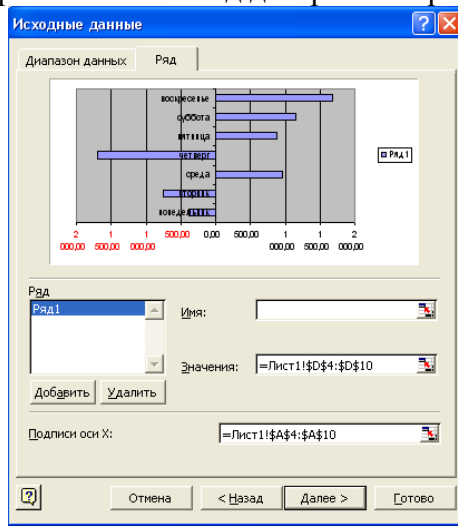 Исходные данные
Диапазон данных Ряд
воскресенье
суббота
пятница
четверг
среда
вторник
понедельник
Ряд1
2 000,00 1 500,00 1 000,00 500,00 0,00 500,00 1 000,00 1 500,00 2 000,00
Ряд
Ряд1
Имя:
Значения: =Лист1!$D$4:$D$10
Добавить Удалить
Подписи оси X: =Лист1!$A$4:$A$10
Отмена < Назад Далее > Готово